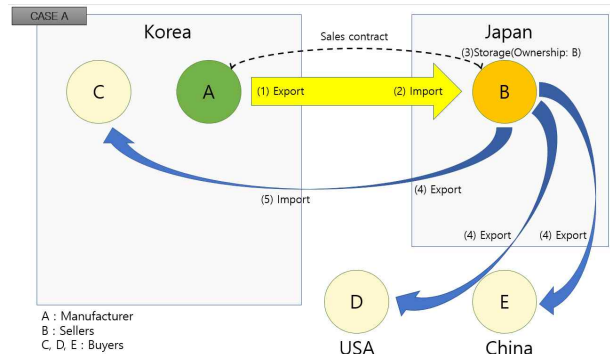 CASE A
Korea
Japan
Sales contract
(3)Storage(Ownership: B)
C
A
(1) Export
(2) Import
B
(4) Export
(5) Import
(4) Export
(4) Export
D
E
A : Manufacturer
B : Sellers
C, D, E : Buyers
USA
China